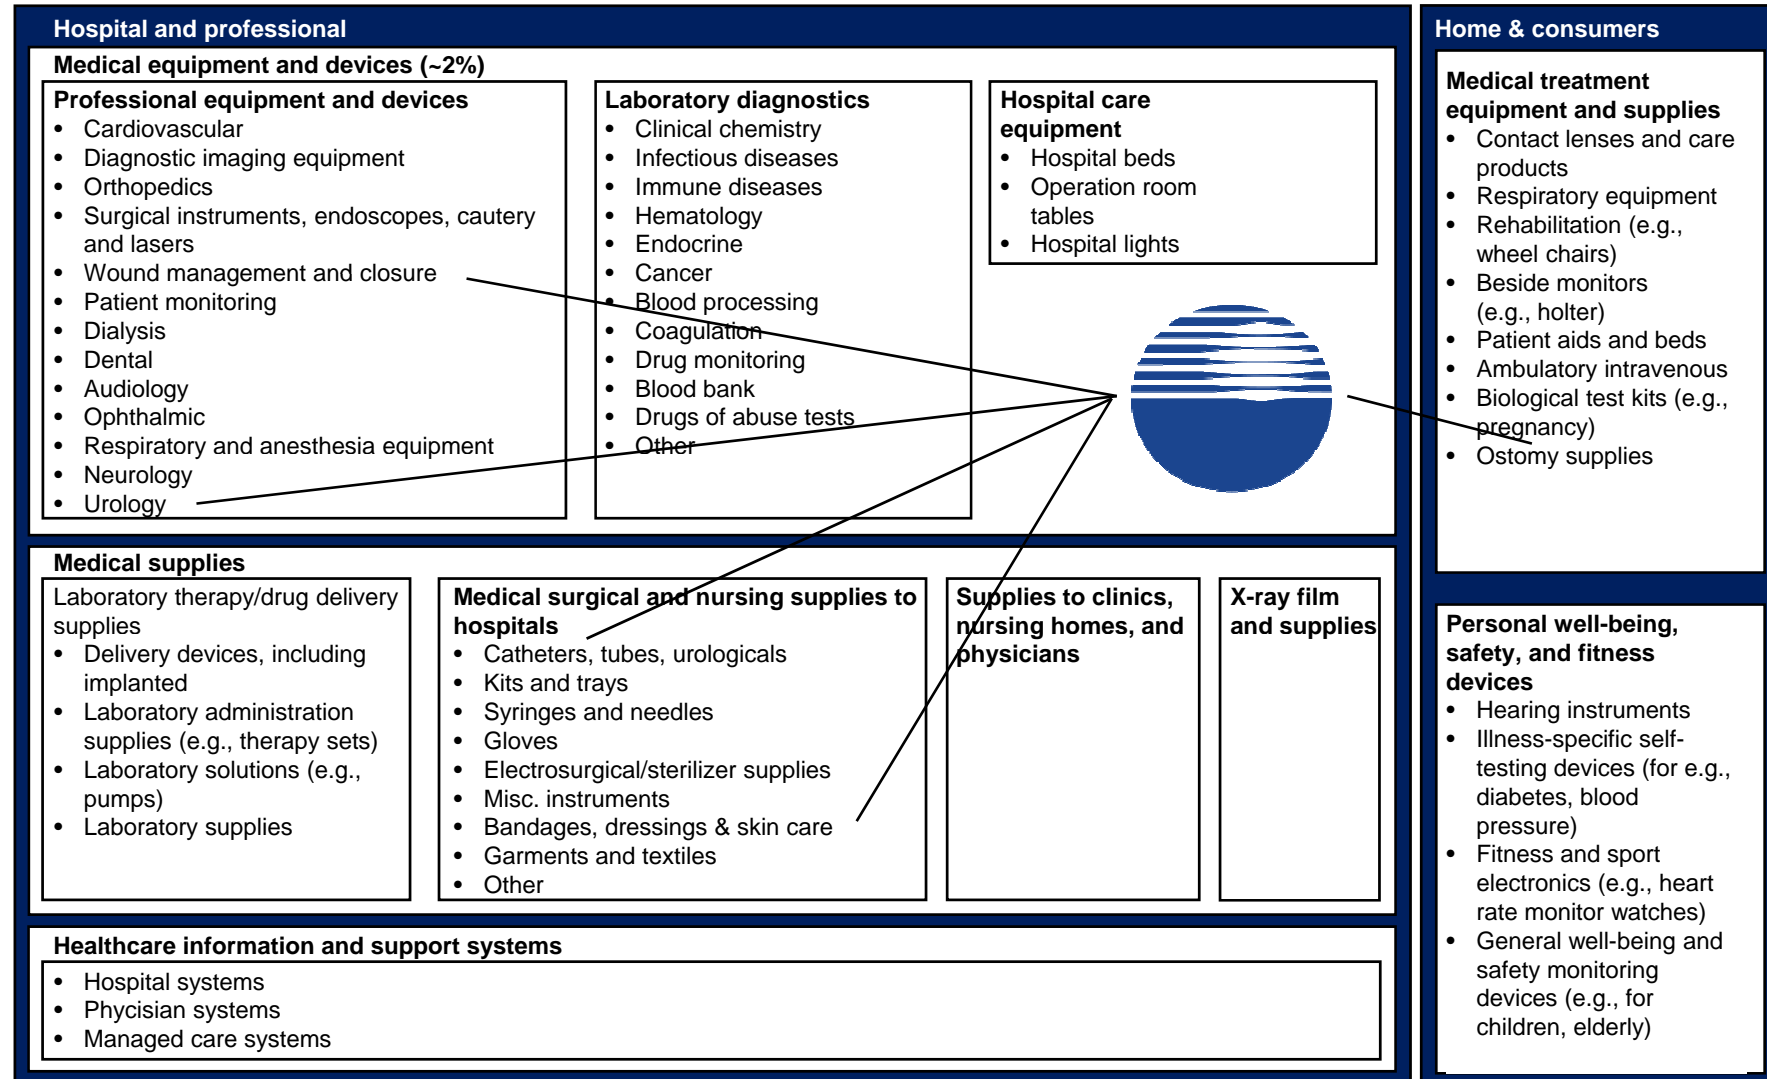 Hospital and professional
Medical equipment and devices (~2%)
Professional equipment and devices
• Cardiovascular
• Diagnostic imaging equipment
• Orthopedics
• Surgical instruments, endoscopes, cautery
and lasers
• Wound management and closure
• Patient monitoring
• Dialysis
• Dental
• Audiology
• Ophthalmic
• Respiratory and anesthesia equipment
• Neurology
• Urology
Laboratory diagnostics
• Clinical chemistry
• Infectious diseases
• Immune diseases
• Hematology
• Endocrine
• Cancer
• Blood processing
• Coagulation
• Drug monitoring
• Blood bank
• Drugs of abuse tests
• Other
Hospital care
equipment
• Hospital beds
• Operation room
tables
• Hospital lights
Medical supplies
Laboratory therapy/drug delivery
supplies
• Delivery devices, including
implanted
• Laboratory administration
supplies (e.g., therapy sets)
• Laboratory solutions (e.g.,
pumps)
• Laboratory supplies
Medical surgical and nursing supplies to
hospitals
• Catheters, tubes, urologicals
• Kits and trays
• Syringes and needles
• Gloves
• Electrosurgical/sterilizer supplies
• Misc. instruments
• Bandages, dressings & skin care
• Garments and textiles
• Other
Supplies to clinics,
nursing homes, and
physicians
X-ray film
and supplies
Healthcare information and support systems
• Hospital systems
• Phycisian systems
• Managed care systems
Home & consumers
Medical treatment
equipment and supplies
• Contact lenses and care
products
• Respiratory equipment
• Rehabilitation (e.g.,
wheel chairs)
• Beside monitors
(e.g., holter)
• Patient aids and beds
• Ambulatory intravenous
• Biological test kits (e.g.,
pregnancy)
• Ostomy supplies
Personal well-being,
safety, and fitness
devices
• Hearing instruments
• Illness-specific self-
testing devices (for e.g.,
diabetes, blood
pressure)
• Fitness and sport
electronics (e.g., heart
rate monitor watches)
• General well-being and
safety monitoring
devices (e.g., for
children, elderly)